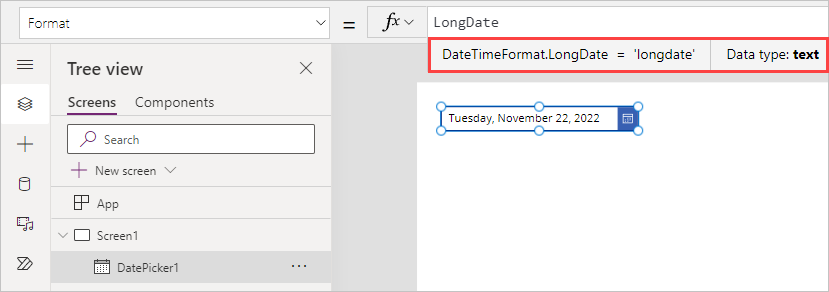 Format = fx LongDate
DateTimeFormat.LongDate = 'longdate' Data type: text
Tree view
Screens Components
Search
New screen
App
Screen1
DatePicker1 ...
Tuesday, November 22, 2022